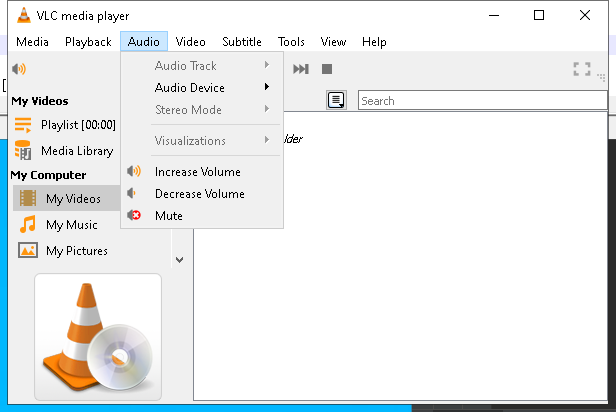 VLC media player
Media Playback Audio Video Subtitle Tools View Help
Audio Track
Audio Device
Stereo Mode
Visualizations
Increase Volume
Decrease Volume
Mute
My Videos
Playlist [00:00]
Media Library
My Computer
My Videos
My Music
My Pictures
Search
lder